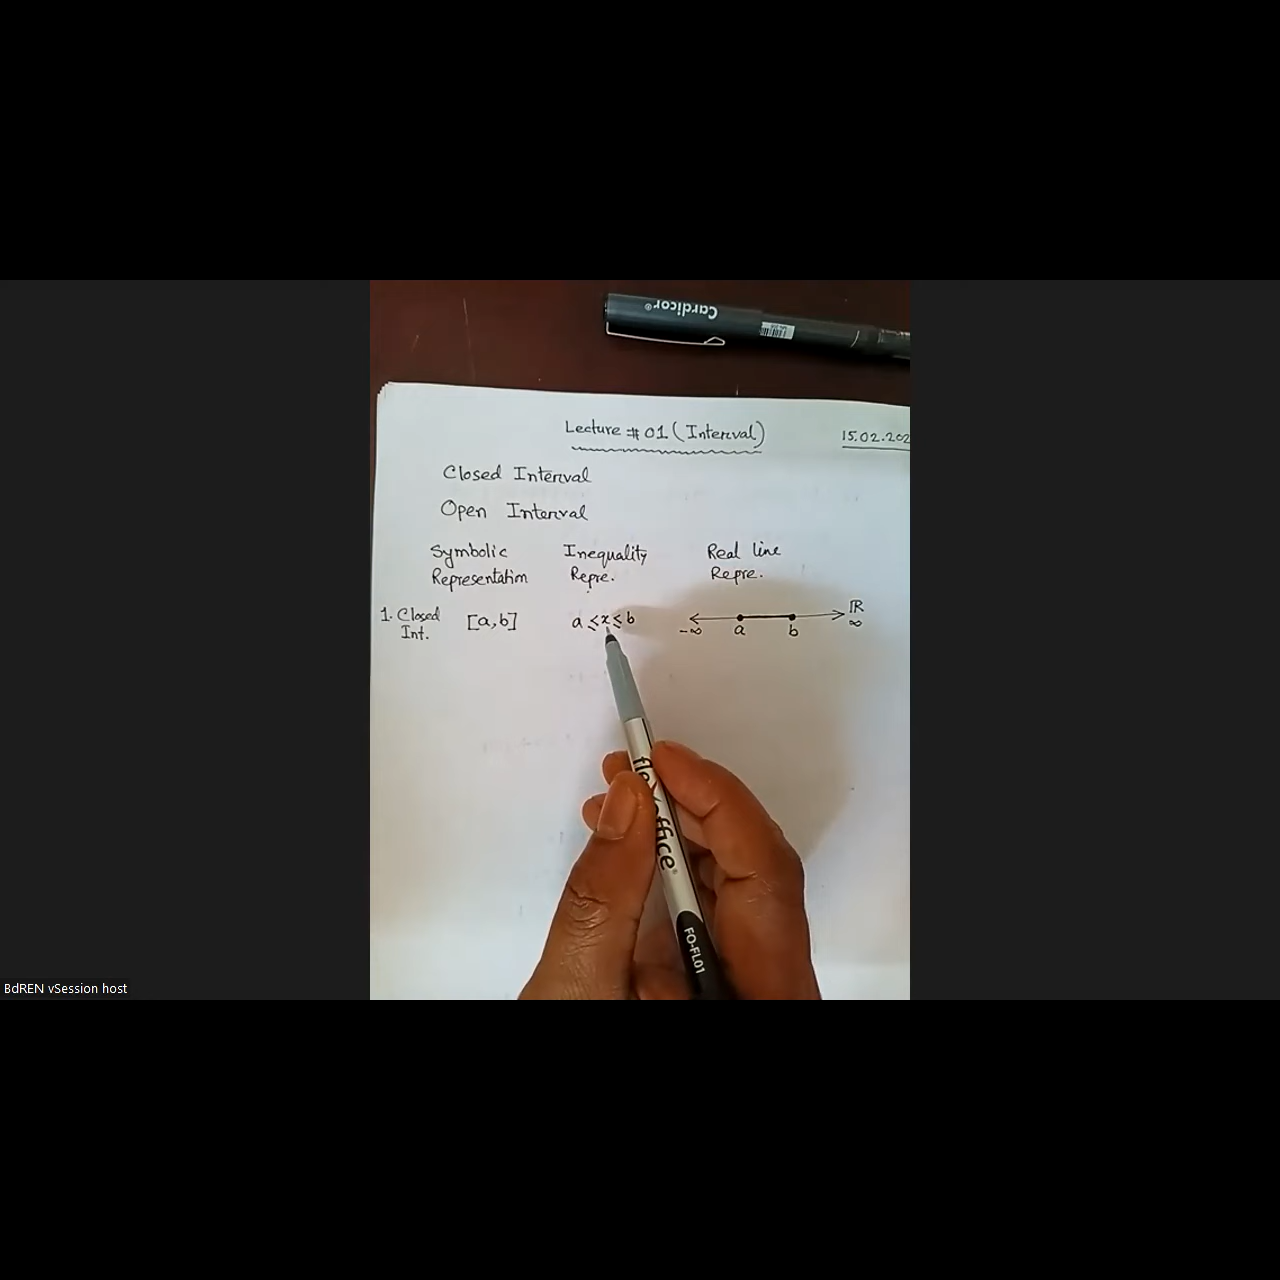 Cardicor®
Lecture # 01 (Interval)
15.02.202
Closed Interval
Open Interval
Symbolic Inequality Real line
Representation Repre. Repre.
1. Closed Int. [a,b] a ≤ x ≤ b -∞ a b ℝ ∞
flexoffice®
FO-FL01
BdREN vSession host